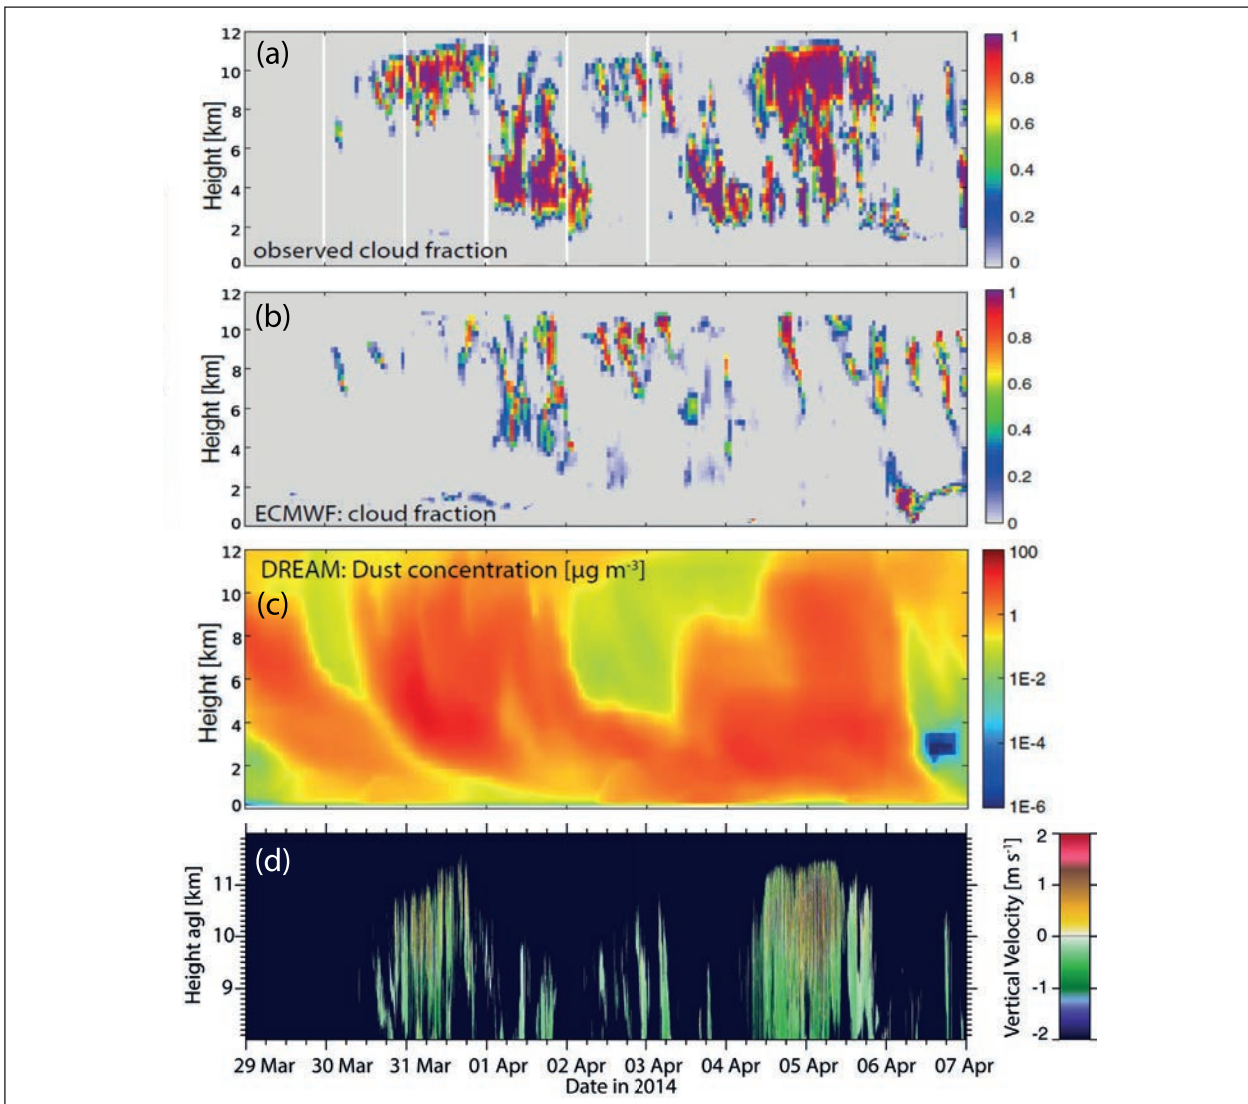 (a)
12
10
8
6
4
2
0
Height [km]
observed cloud fraction
1
0.8
0.6
0.4
0.2
0
(b)
12
10
8
6
4
2
0
Height [km]
ECMWF: cloud fraction
1
0.8
0.6
0.4
0.2
0
DREAM: Dust concentration [µg m-3]
(c)
12
10
8
6
4
2
0
Height [km]
100
1
1E-2
1E-4
1E-6
(d)
11
10
9
Height agl [km]
Vertical Velocity [m s-1]
2
1
0
-1
-2
29 Mar 30 Mar 31 Mar 01 Apr 02 Apr 03 Apr 04 Apr 05 Apr 06 Apr 07 Apr
Date in 2014